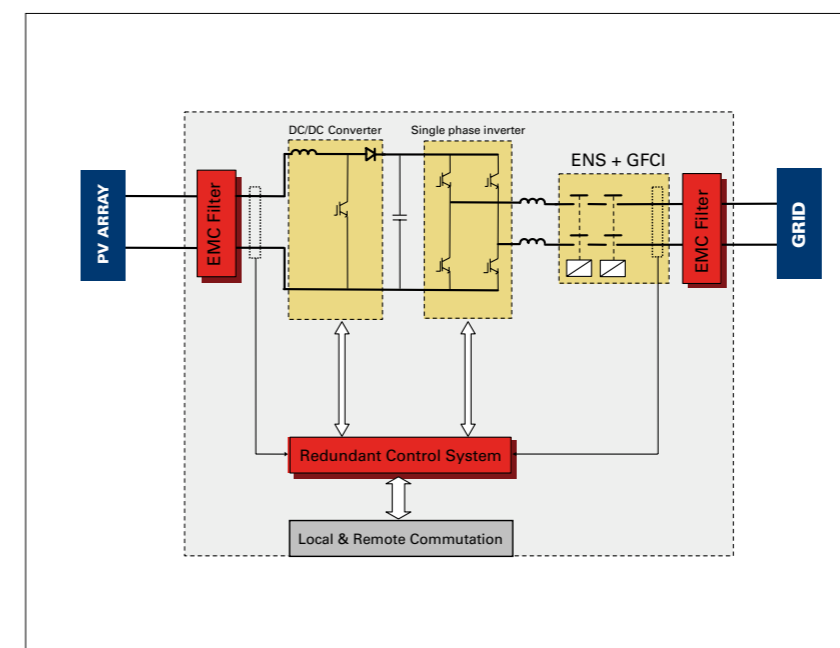 DC/DC Converter
Single phase inverter
ENS + GFCI
PV ARRAY
EMC Filter
EMC Filter
GRID
Redundant Control System
Local & Remote Commutation